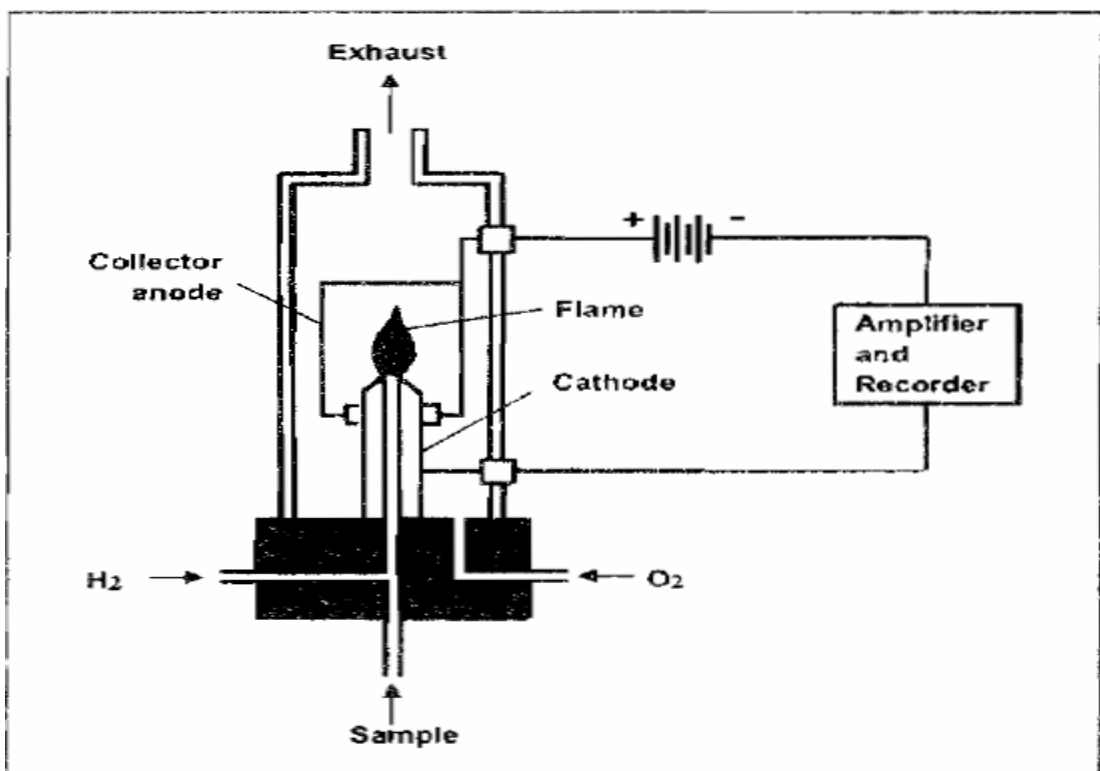 Exhaust
+ -
Collector
anode
Flame
Cathode
Amplifier
and
Recorder
H2
O2
Sample